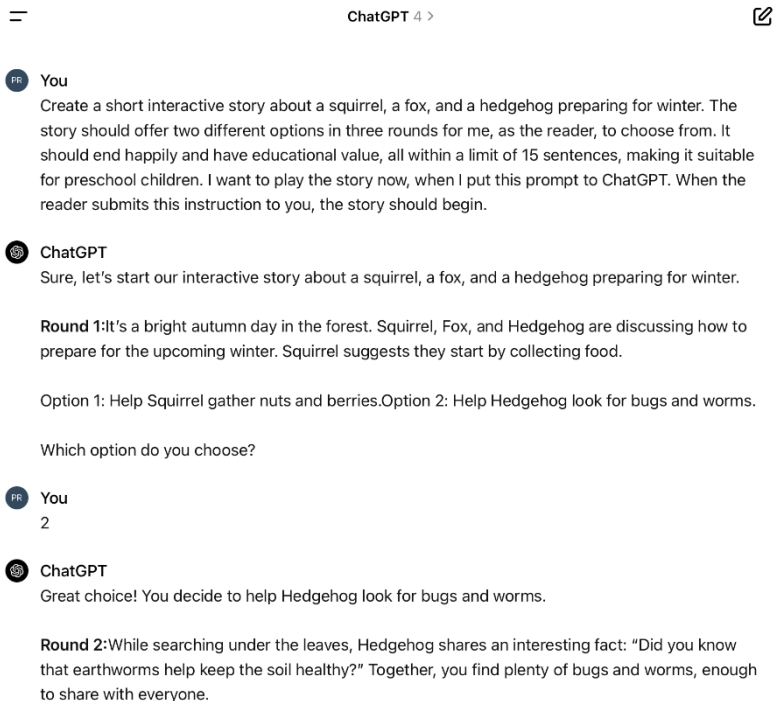 ChatGPT 4 >
PR You
Create a short interactive story about a squirrel, a fox, and a hedgehog preparing for winter. The
story should offer two different options in three rounds for me, as the reader, to choose from. It
should end happily and have educational value, all within a limit of 15 sentences, making it suitable
for preschool children. I want to play the story now, when I put this prompt to ChatGPT. When the
reader submits this instruction to you, the story should begin.
ChatGPT
Sure, let’s start our interactive story about a squirrel, a fox, and a hedgehog preparing for winter.
Round 1:It’s a bright autumn day in the forest. Squirrel, Fox, and Hedgehog are discussing how to
prepare for the upcoming winter. Squirrel suggests they start by collecting food.
Option 1: Help Squirrel gather nuts and berries.Option 2: Help Hedgehog look for bugs and worms.
Which option do you choose?
PR You
2
ChatGPT
Great choice! You decide to help Hedgehog look for bugs and worms.
Round 2:While searching under the leaves, Hedgehog shares an interesting fact: “Did you know
that earthworms help keep the soil healthy?” Together, you find plenty of bugs and worms, enough
to share with everyone.